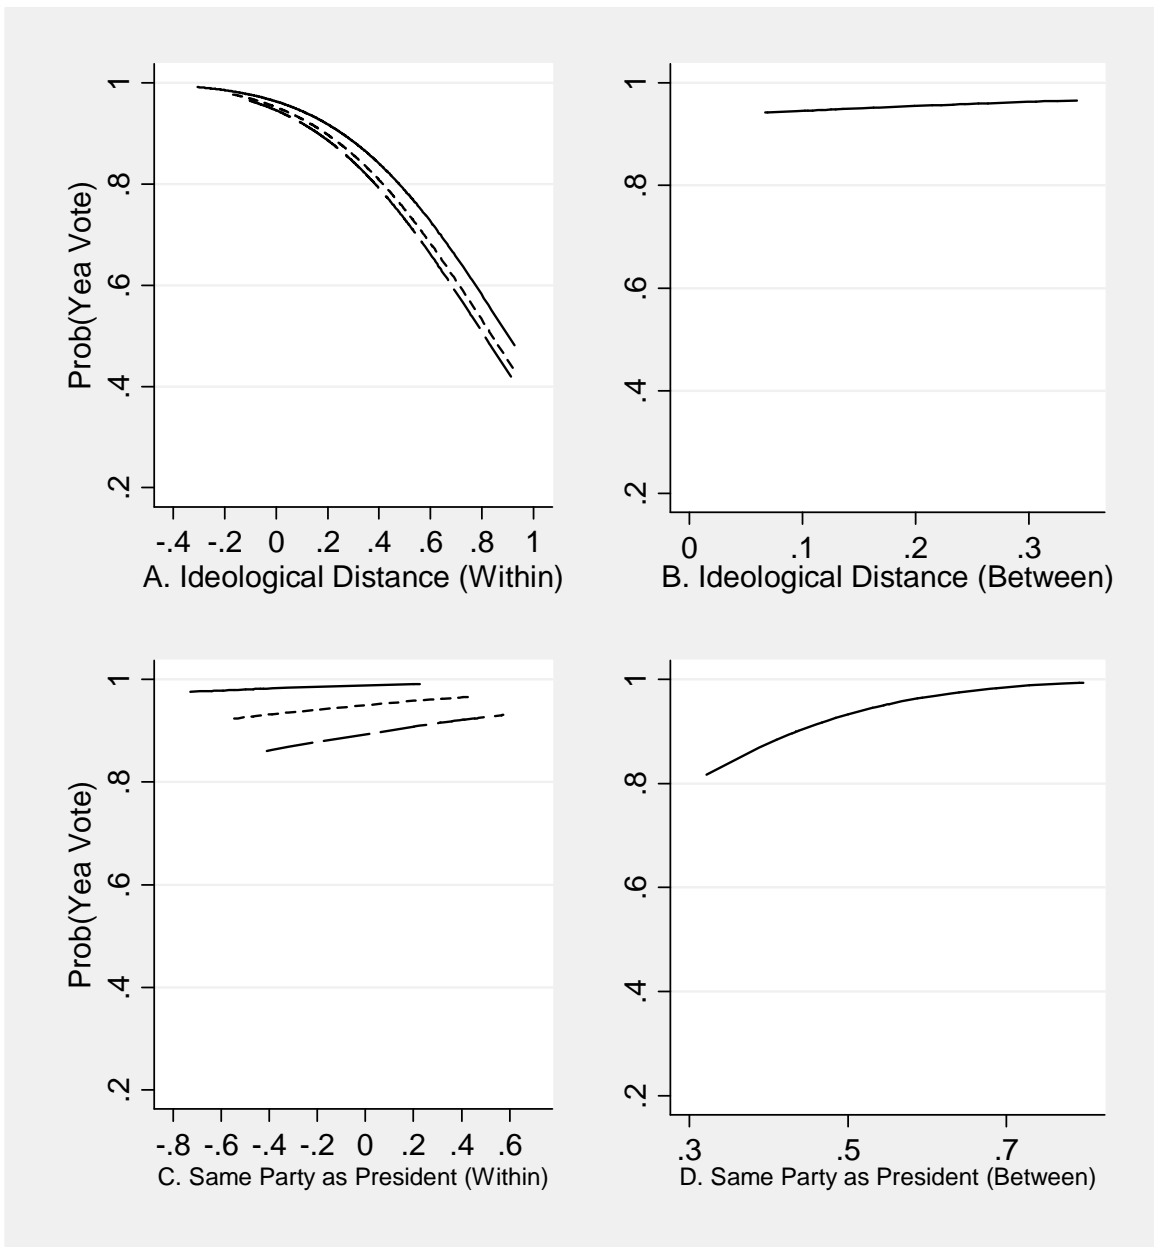 Prob(Yea Vote)
1
.8
.6
.4
.2
-.4 -.2 0 .2 .4 .6 .8 1
A. Ideological Distance (Within)
1
.8
.6
.4
.2
0 .1 .2 .3
B. Ideological Distance (Between)
Prob(Yea Vote)
1
.8
.6
.4
.2
-.8 -.6 -.4 -.2 0 .2 .4 .6
C. Same Party as President (Within)
1
.8
.6
.4
.2
.3 .5 .7
D. Same Party as President (Between)